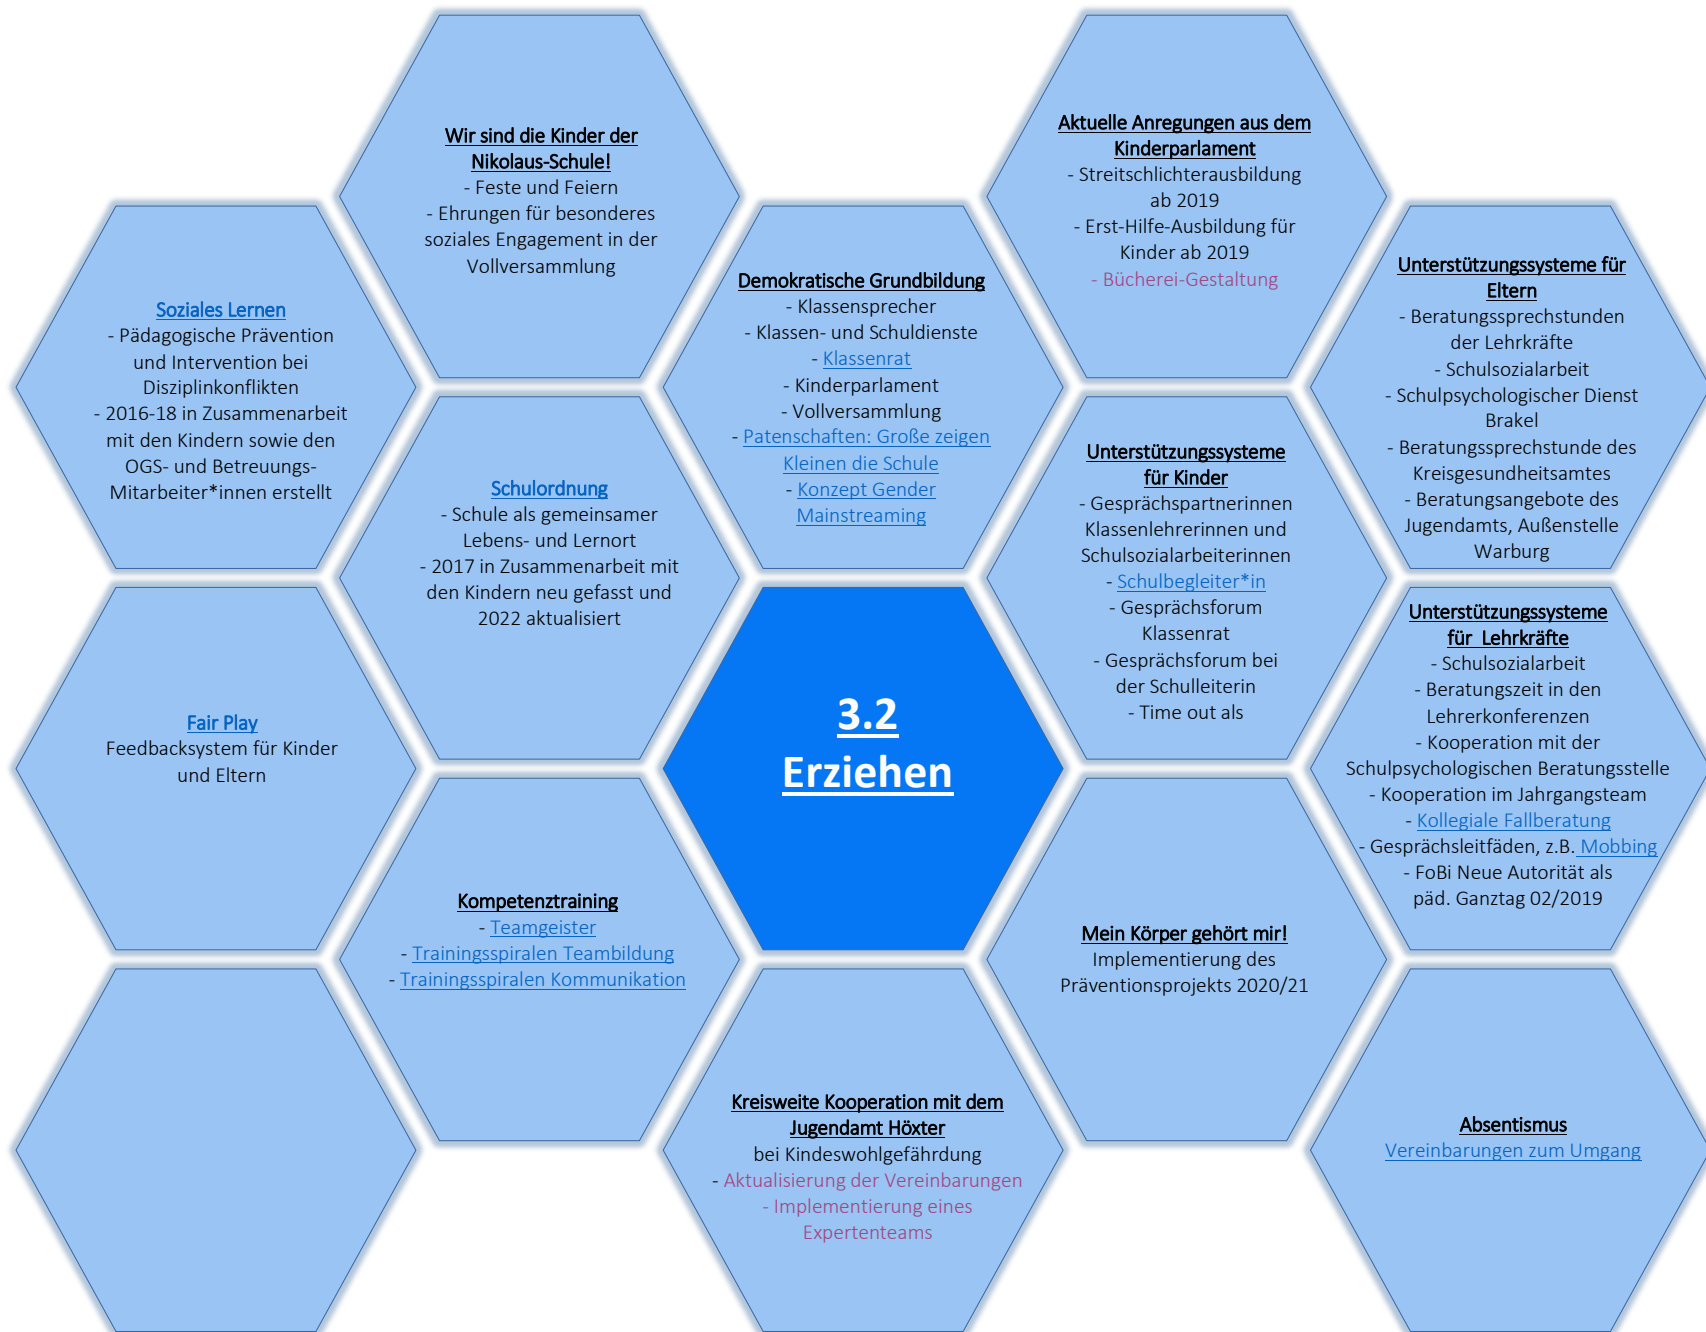 Wir sind die Kinder der
Nikolaus-Schule!
- Feste und Feiern
- Ehrungen für besonderes
soziales Engagement in der
Vollversammlung
Aktuelle Anregungen aus dem
Kinderparlament
- Streitschlichterausbildung
ab 2019
- Erst-Hilfe-Ausbildung für
Kinder ab 2019
- Bücherei-Gestaltung
Soziales Lernen
- Pädagogische Prävention
und Intervention bei
Disziplinkonflikten
- 2016-18 in Zusammenarbeit
mit den Kindern sowie den
OGS- und Betreuungs-
Mitarbeiter*innen erstellt
Demokratische Grundbildung
- Klassensprecher
- Klassen- und Schuldienste
- Klassenrat
- Kinderparlament
- Vollversammlung
- Patenschaften: Große zeigen
Kleinen die Schule
- Konzept Gender
Mainstreaming
Unterstützungssysteme für
Eltern
- Beratungssprechstunden
der Lehrkräfte
- Schulsozialarbeit
- Schulpsychologischer Dienst
Brakel
- Beratungssprechstunde des
Kreisgesundheitsamtes
- Beratungsangebote des
Jugendamts, Außenstelle
Warburg
Schulordnung
- Schule als gemeinsamer
Lebens- und Lernort
- 2017 in Zusammenarbeit mit
den Kindern neu gefasst und
2022 aktualisiert
Unterstützungssysteme
für Kinder
- Gesprächspartnerinnen
Klassenlehrerinnen und
Schulsozialarbeiterinnen
- Schulbegleiter*in
- Gesprächsforum
Klassenrat
- Gesprächsforum bei
der Schulleiterin
- Time out als
Fair Play
Feedbacksystem für Kinder
und Eltern
3.2
Erziehen
Unterstützungssysteme
für Lehrkräfte
- Schulsozialarbeit
- Beratungszeit in den
Lehrerkonferenzen
- Kooperation mit der
Schulpsychologischen Beratungsstelle
- Kooperation im Jahrgangsteam
- Kollegiale Fallberatung
- Gesprächsleitfäden, z.B. Mobbing
- FoBi Neue Autorität als
päd. Ganztag 02/2019
Kompetenztraining
- Teamgeister
- Trainingsspiralen Teambildung
- Trainingsspiralen Kommunikation
Mein Körper gehört mir!
Implementierung des
Präventionsprojekts 2020/21
Kreisweite Kooperation mit dem
Jugendamt Höxter
bei Kindeswohlgefährdung
- Aktualisierung der Vereinbarungen
- Implementierung eines
Expertenteams
Absentismus
Vereinbarungen zum Umgang